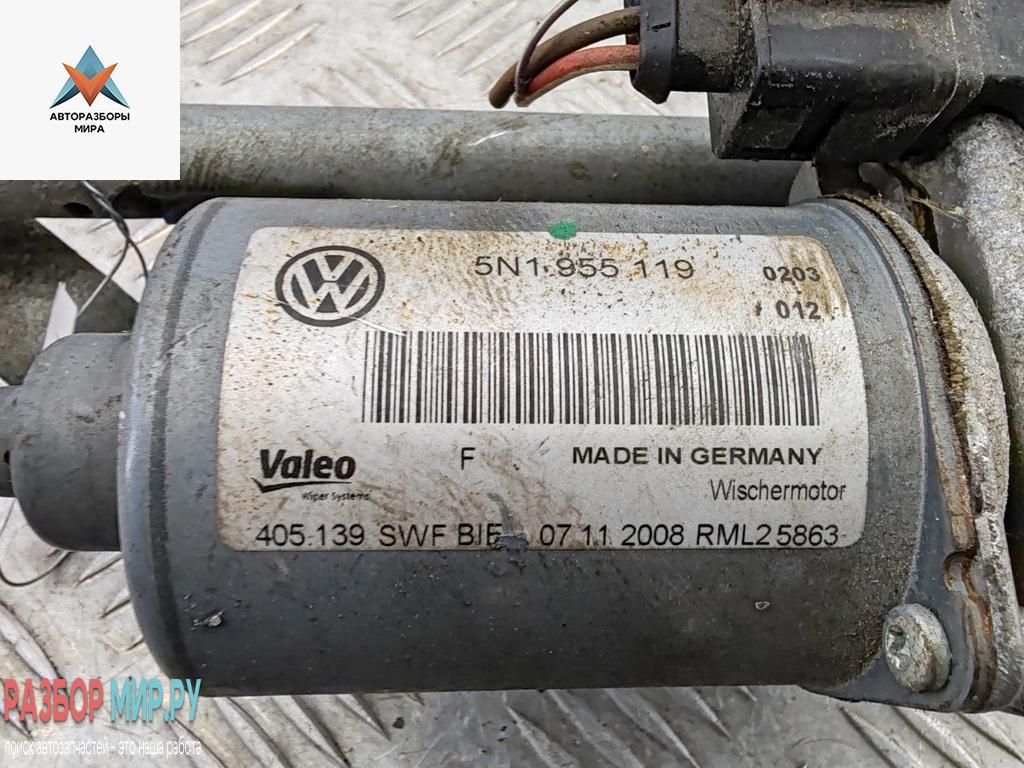 АВТОРАЗБОРЫ
МИРА
5N1 955 119
0203
012
Valeo
Wiper Systems
F
MADE IN GERMANY
Wischermotor
405.139 SWF 07 11 2008 RML2 5863
РАЗБОР МИР.РУ
поиск автозапчастей - это наша работа